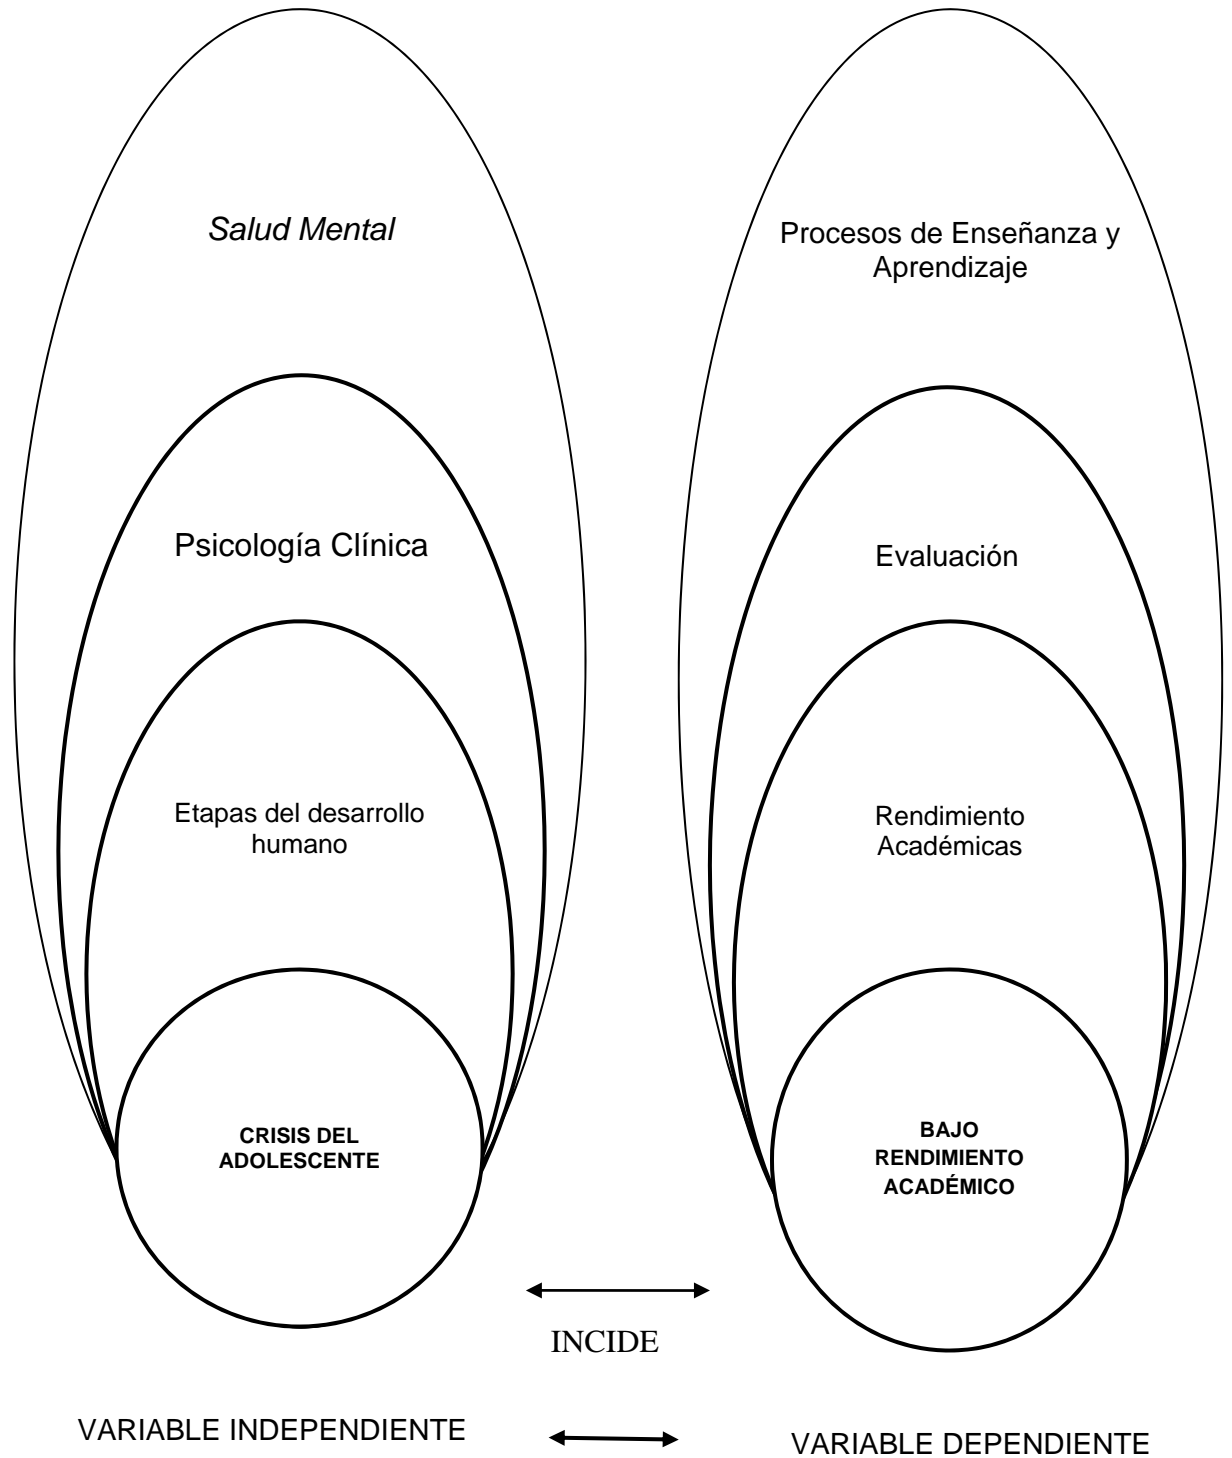 Salud Mental
Psicología Clínica
Etapas del desarrollo
humano
CRISIS DEL
ADOLESCENTE
Procesos de Enseñanza y
Aprendizaje
Evaluación
Rendimiento
Académicas
BAJO
RENDIMIENTO
ACADÉMICO
INCIDE
VARIABLE INDEPENDIENTE
VARIABLE DEPENDIENTE